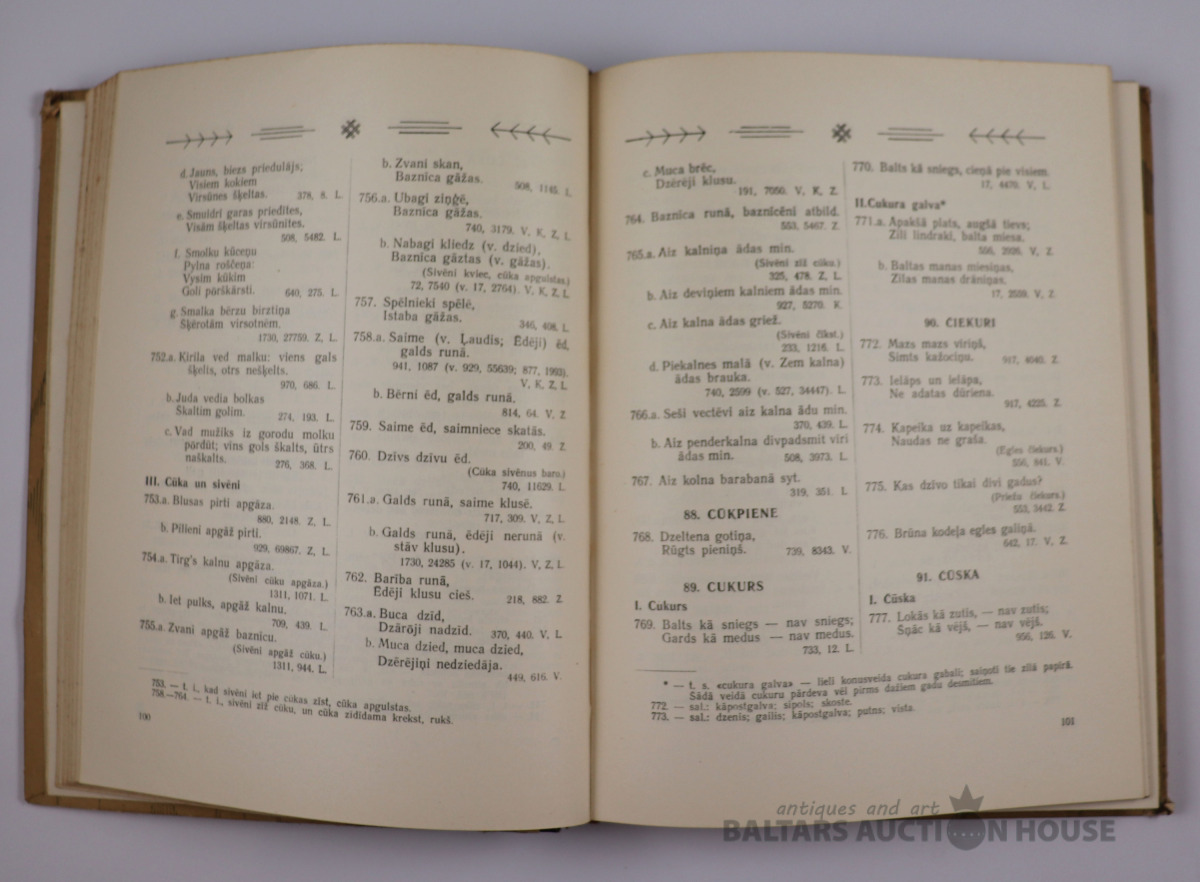 d. Jauns, biezs priedulājs;
Visiem kokiem
Virsūnes šķeltas. 378, 8. L.
e. Smuidri garas priedītes,
Visām šķeltas virsūnītes.
508, 5482. L.
f. Smolku kūceņu
Pylna roščeņa:
Vysim kūkim
Goli pōrškārsti. 640, 275. L.
g. Smalka bērzu birztiņa
Šķērotām virsotnēm.
1730, 27759. Z, L.
752.a. Kirila ved malku: viens gals
šķelts, otrs nešķelts.
970, 686. L.
b. Juda vedia bolkas
Skaltim golim. 274, 193. L.
c. Vad mužiks iz gorodu molku
pōrdūt; vins gols škalts, ūtrs
naškalts. 276, 368. L.
III. Cūka un sivēni
753.a. Blusas pirti apgāza.
880, 2148. Z, L.
b. Pilieni apgāž pirti.
929, 69867. Z, L.
754.a. Tirg's kalnu apgāza.
(Sivēni cūku apgāza.)
1311, 1071. L.
b. Iet pulks, apgāž kalnu.
709, 439. L.
755.a. Zvani apgāž baznicu.
(Sivēni apgāž cūku.)
1311, 944. L.
b. Zvani skan,
Baznica gāžas.
508, 1145. L.
756.a. Ubagi ziņģē,
Baznica gāžas.
740, 3179. V, K, Z, L
b. Nabagi kliedz (v. dzied),
Baznica gāztas (v. gāžas).
(Sivēni kviec, cūka apgulstas.)
72, 7540 (v. 17, 2764). V, K, Z, L
757. Spēlnieki spēlē,
Istaba gāžas.
346, 408. L.
758.a. Saime (v. Ļaudis; Ēdēji) ēd,
galds runā.
941, 1087 (v. 929, 55639; 877, 1993).
V, K, Z, L
b. Bērni ēd, galds runā.
814, 64. V, Z
759. Saime ēd, saimniece skatās.
200, 49. Z
760. Dzīvs dzīvu ēd.
(Cūka sivēnus baro.)
740, 11629. L.
761.a. Galds runā, saime klusē.
717, 309. V, Z, L
b. Galds runā, ēdēji nerunā (v.
stāv klusu).
1730, 24285 (v. 17, 1044). V, Z, L
762. Barība runā,
Ēdēji klusu cieš. 218, 882. Z
763.a. Buca dzīd,
Dzārōji nadzīd. 370, 440. V, L
b. Muca dzied, muca dzied,
Dzērējiņi nedziedāja.
449, 616. V.
753. — t. i., kad sivēni iet pie cūkas zīst, cūka apgulstas.
758.—764. — t. i., sivēni zīž cūku, un cūka zīdīdama krekst, rukš.
100
c. Muca brēc,
Dzērēji klusu.
191, 7050. V, K, Z.
764. Baznīca runā, baznīcēni atbild.
553, 5467. Z
765.a. Aiz kalniņa ādas min.
(Sivēni zīž cūku.)
325, 478. Z, L.
b. Aiz deviņiem kalniem ādas min.
927, 5270. K.
c. Aiz kalna ādas griež.
(Sivēni čīkst.)
233, 1216. L.
d. Piekalnes malā (v. Zem kalna)
ādas brauka.
740, 2599 (v. 527, 34447). L.
766.a. Seši vectēvi aiz kalna ādu min.
370, 439. L.
b. Aiz penderkalna divpadsmit vīri
ādas min. 508, 3973. L.
767. Aiz kolna barabanā syt.
319, 351. L
88. CŪKPIENE
768. Dzeltena gotiņa,
Rūgts pieniņš. 739, 8343. V.
89. CUKURS
I. Cukurs
769. Balts kā sniegs — nav sniegs;
Gards kā medus — nav medus.
733, 12. L.
770. Balts kā sniegs, cieņā pie visiem.
17, 4470. V, L.
II. Cukura galva*
771.a. Apakšā plats, augšā tievs;
Zili lindraki, balta miesa.
556, 2926. V, Z.
b. Baltas manas miesiņas,
Zilas manas drāniņas.
17, 2559. V, Z.
90. ČIEKURI
772. Mazs mazs vīriņš,
Simts kažociņu. 917, 4040. Z.
773. Ielāps un ielāpa,
Ne adatas dūriena.
917, 4225. Z.
774. Kapeika uz kapeikas,
Naudas ne graša.
(Egles čiekurs.)
556, 841. V.
775. Kas dzīvo tikai divi gadus?
(Priežu čiekurs.)
553, 3442. Z.
776. Brūna kodeļa egles galiņā.
642, 17. V, Z.
91. ČŪSKA
I. Čūska
777. Lokās kā zutis, — nav zutis;
Šņāc kā vējš, — nav vējš.
956, 126. V.
* — t. s. «cukura galva» — lieli konusveida cukura gabali; saiņoti tie zilā papīrā.
Šādā veidā cukuru pārdeva vēl pirms dažiem gadu desmitiem.
772. — sal.: kāpostgalva; sīpols; skoste.
773. — sal.: dzenis; gailis; kāpostgalva; putns; vista.
101
antiques and art
BALTARS AUCTION HOUSE